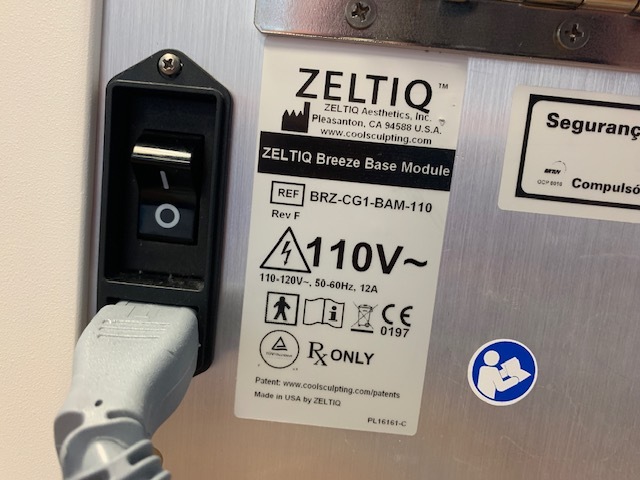 ZELTIQ™
ZELTIQ Aesthetics, Inc.
Pleasanton, CA 94588 U.S.A.
www.coolsculpting.com
ZELTIQ Breeze Base Module
REF BRZ-CG1-BAM-110
Rev F
110V~
110-120V~, 50-60Hz, 12A
CE
0197
Rx ONLY
Patent: www.coolsculpting.com/patents
Made in USA by ZELTIQ
PL16161-C
Seguranç
Compulsó
I
O